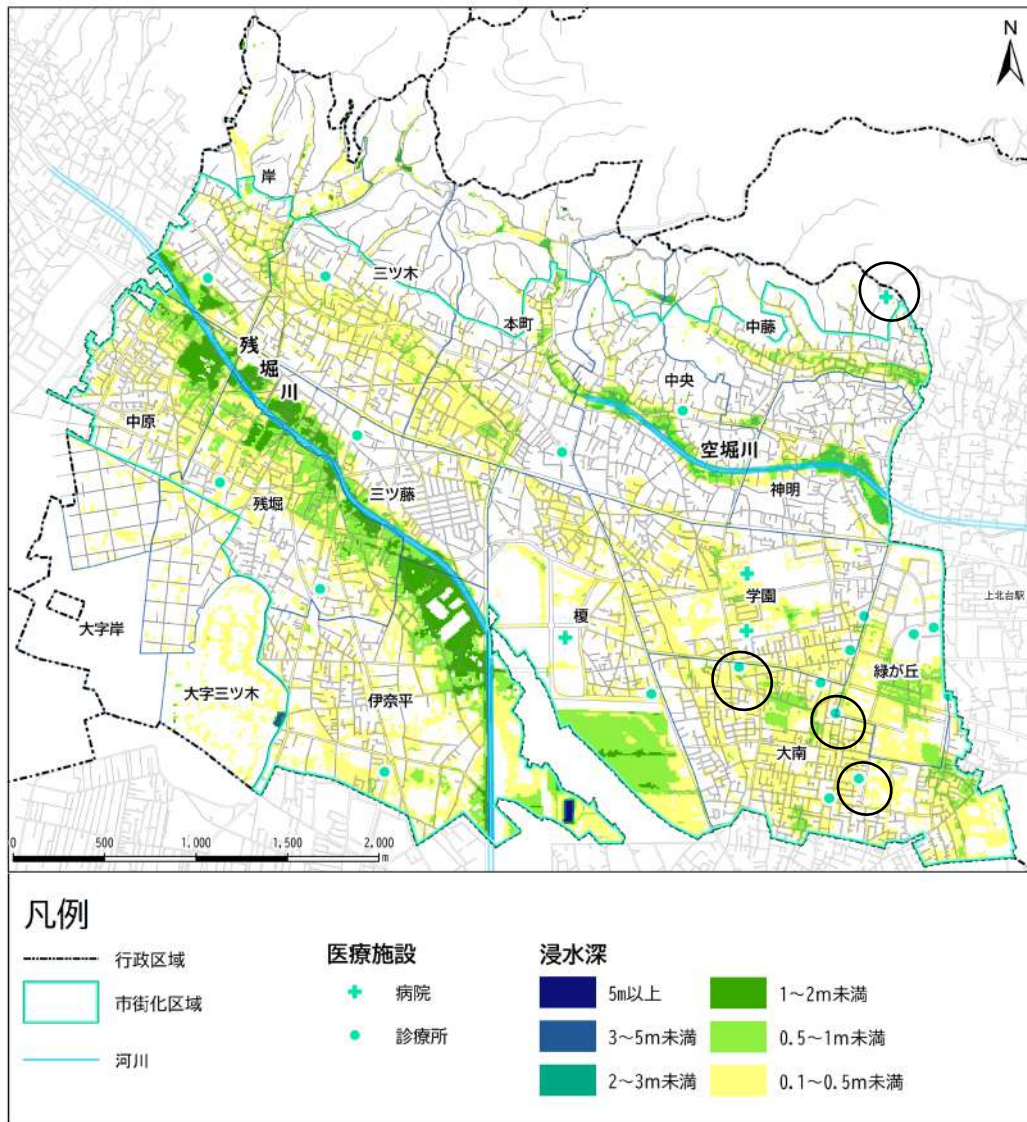 N
岸
三ツ木
本町
中藤
残堀川
中央
中原
空堀川
三ツ藤
神明
残堀
学園
上北台駅
榎
大字岸
緑が丘
大字三ツ木
伊奈平
大南
0 500 1,000 1,500 2,000
m
凡例
行政区域
市街化区域
河川
医療施設
病院
診療所
浸水深
5m以上
3～5m未満
2～3m未満
1～2m未満
0.5～1m未満
0.1～0.5m未満